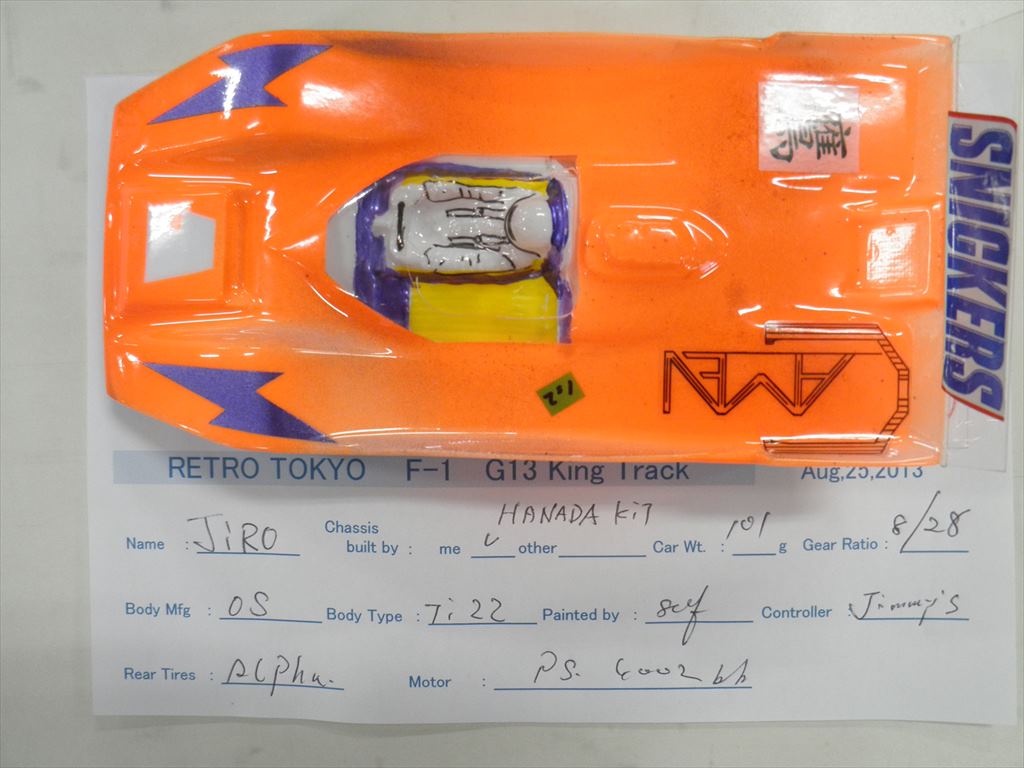 鷹
SNICKERS
CAMEN
RETRO TOKYO F-1 G13 King Track Aug,25,2013
Name : JiRO Chassis built by : me ✓ other HANADA KiT Car Wt. : 101 g Gear Ratio : 8/28
Body Mfg : OS Body Type : Ti 22 Painted by : self Controller : Jimmy's
Rear Tires : Alpha. Motor : PS. 4002 bb